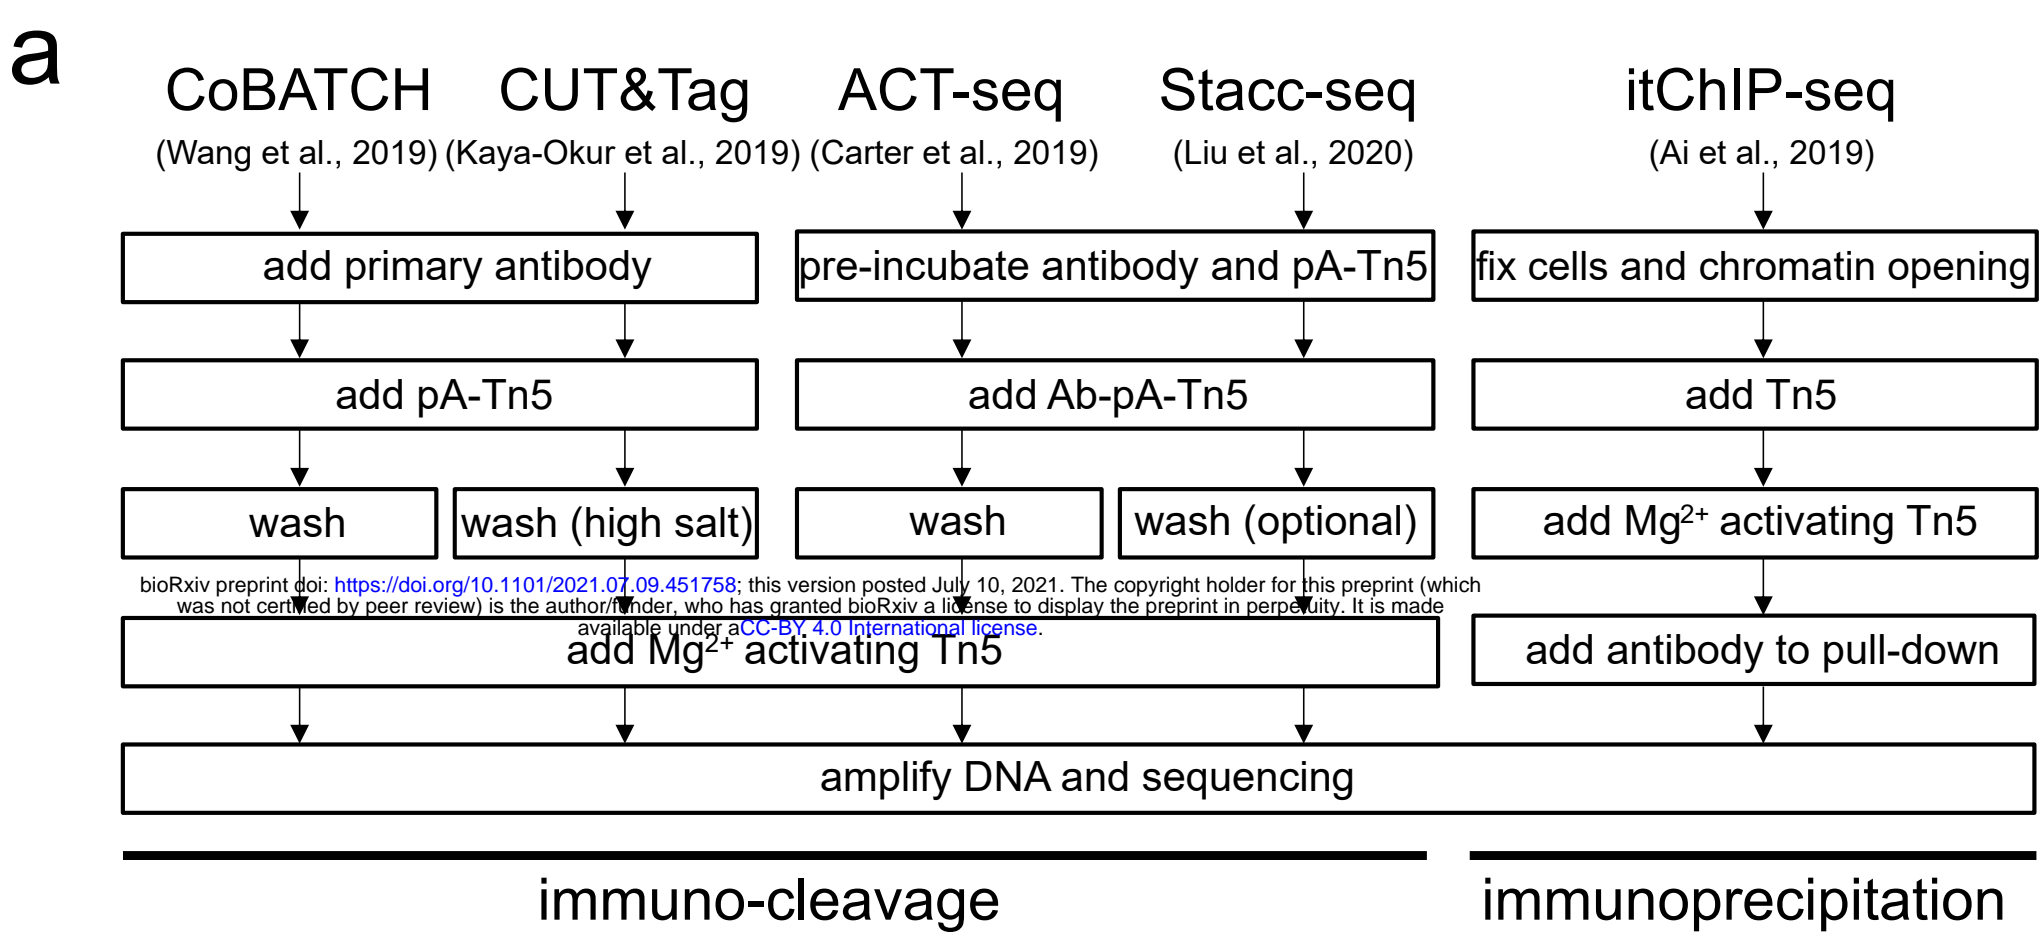 a
CoBATCH CUT&Tag ACT-seq Stacc-seq itChIP-seq
(Wang et al., 2019) (Kaya-Okur et al., 2019) (Carter et al., 2019) (Liu et al., 2020) (Ai et al., 2019)
add primary antibody pre-incubate antibody and pA-Tn5 fix cells and chromatin opening
add pA-Tn5 add Ab-pA-Tn5 add Tn5
wash wash (high salt) wash wash (optional) add Mg²⁺ activating Tn5
bioRxiv preprint doi: https://doi.org/10.1101/2021.07.09.451758; this version posted July 10, 2021. The copyright holder for this preprint (which
was not certified by peer review) is the author/funder, who has granted bioRxiv a license to display the preprint in perpetuity. It is made
available under aCC-BY 4.0 International license.
add Mg²⁺ activating Tn5 add antibody to pull-down
amplify DNA and sequencing
immuno-cleavage immunoprecipitation